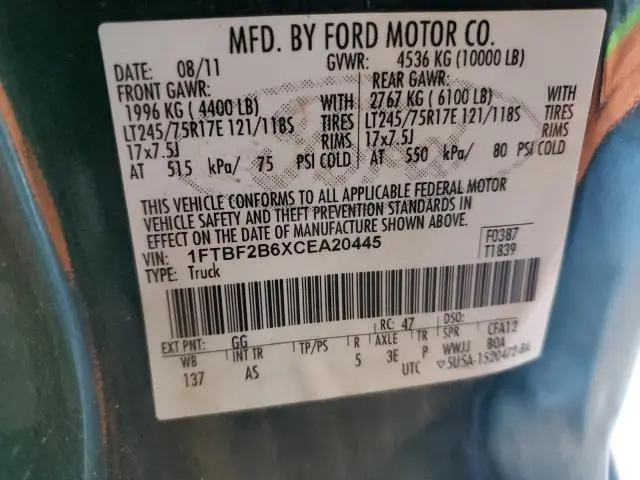 MFD. BY FORD MOTOR CO.
DATE: 08/11 GVWR: 4536 KG (10000 LB)
FRONT GAWR: REAR GAWR:
1996 KG ( 4400 LB) WITH 2767 KG ( 6100 LB) WITH
LT245/75R17E 121/118S TIRES LT245/75R17E 121/118S TIRES
17x7.5J RIMS 17x7.5J RIMS
AT 515 kPa/ 75 PSI COLD AT 550 kPa/ 80 PSI COLD
THIS VEHICLE CONFORMS TO ALL APPLICABLE FEDERAL MOTOR
VEHICLE SAFETY AND THEFT PREVENTION STANDARDS IN
EFFECT ON THE DATE OF MANUFACTURE SHOWN ABOVE.
VIN: 1FTBF2B6XCEA20445 F0387
TYPE: Truck T1839
EXT PNT: GG RC: 47 DSO:
WB INT TR TP/PS R AXLE TR SPR CFA12
137 AS 5 3E P WWJJ BOA
UTC ▽5USA-1520472-BA